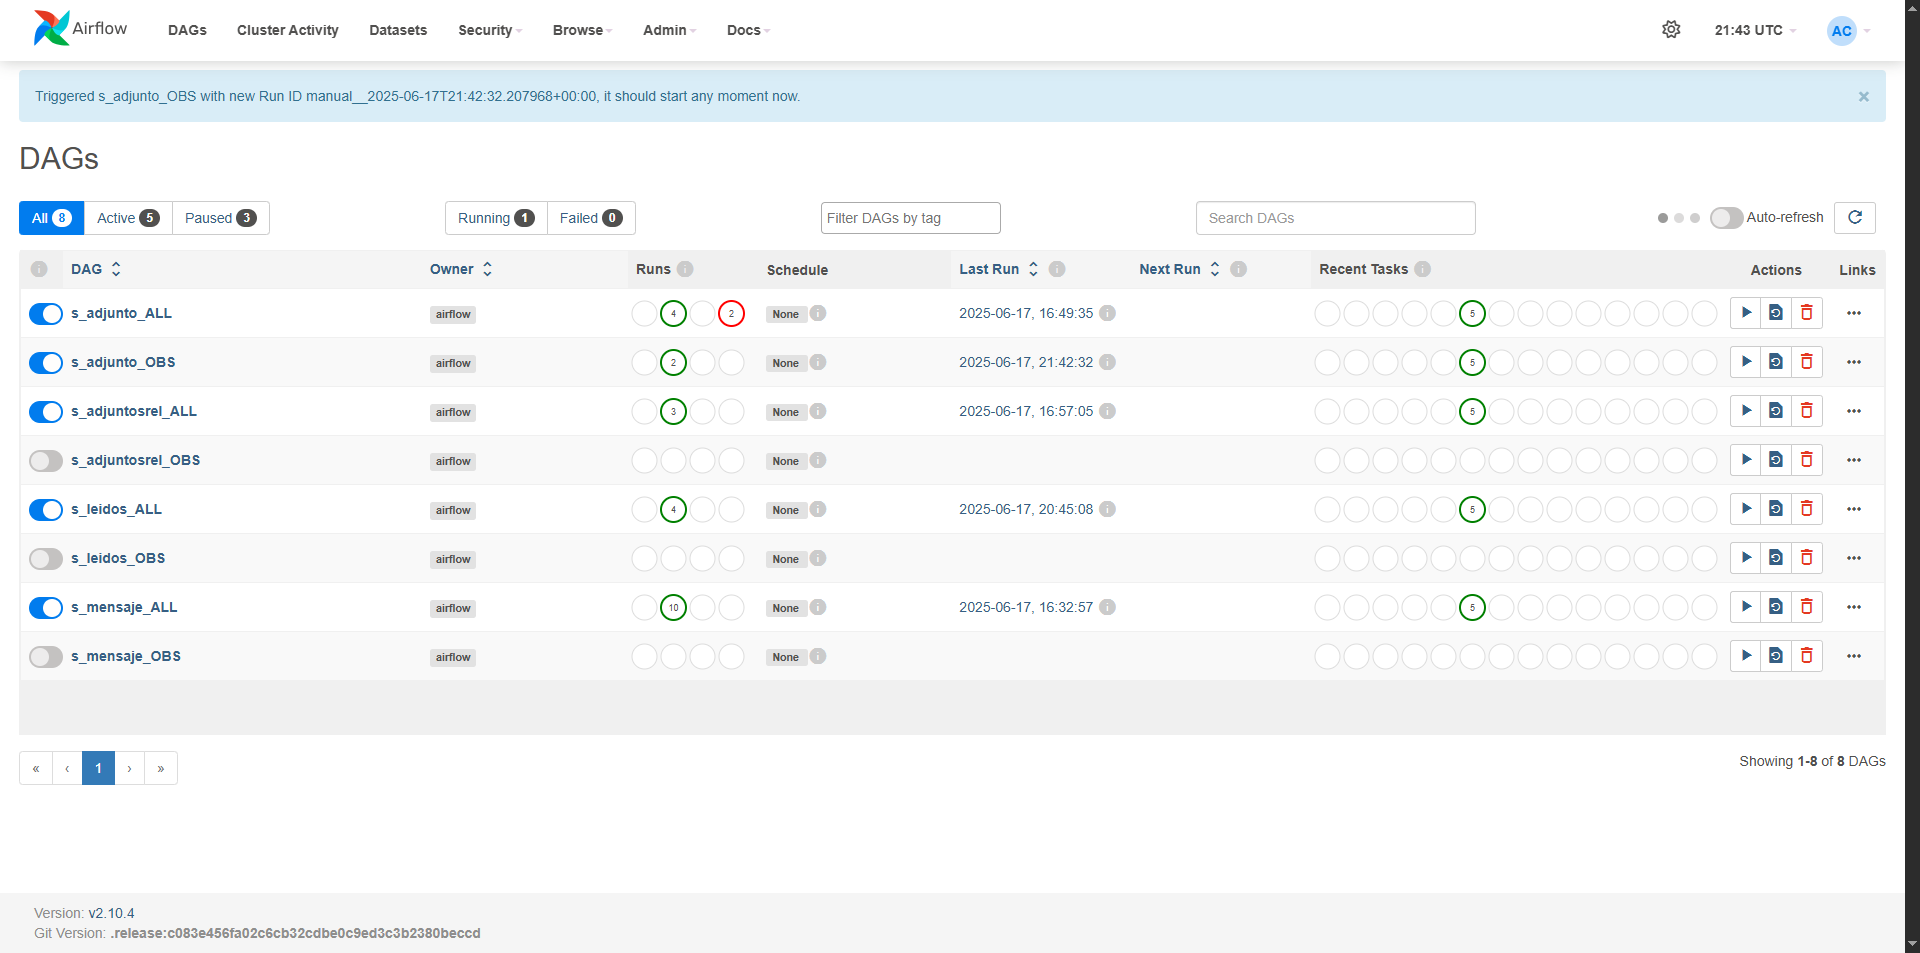 Airflow DAGs Cluster Activity Datasets Security Browse Admin Docs 21:43 UTC AC
Triggered s_adjunto_OBS with new Run ID manual__2025-06-17T21:42:32.207968+00:00, it should start any moment now. ×
DAGs
All 8 Active 5 Paused 3 Running 1 Failed 0 Filter DAGs by tag Search DAGs Auto-refresh
i DAG Owner Runs i Schedule Last Run i Next Run i Recent Tasks i Actions Links
s_adjunto_ALL airflow 4 2 None i 2025-06-17, 16:49:35 i 5
s_adjunto_OBS airflow 2 None i 2025-06-17, 21:42:32 i 5
s_adjuntosrel_ALL airflow 3 None i 2025-06-17, 16:57:05 i 5
s_adjuntosrel_OBS airflow None i
s_leidos_ALL airflow 4 None i 2025-06-17, 20:45:08 i 5
s_leidos_OBS airflow None i
s_mensaje_ALL airflow 10 None i 2025-06-17, 16:32:57 i 5
s_mensaje_OBS airflow None i
« ‹ 1 › » Showing 1-8 of 8 DAGs
Version: v2.10.4
Git Version: .release:c083e456fa02c6cb32cdbe0c9ed3c3b2380beccd